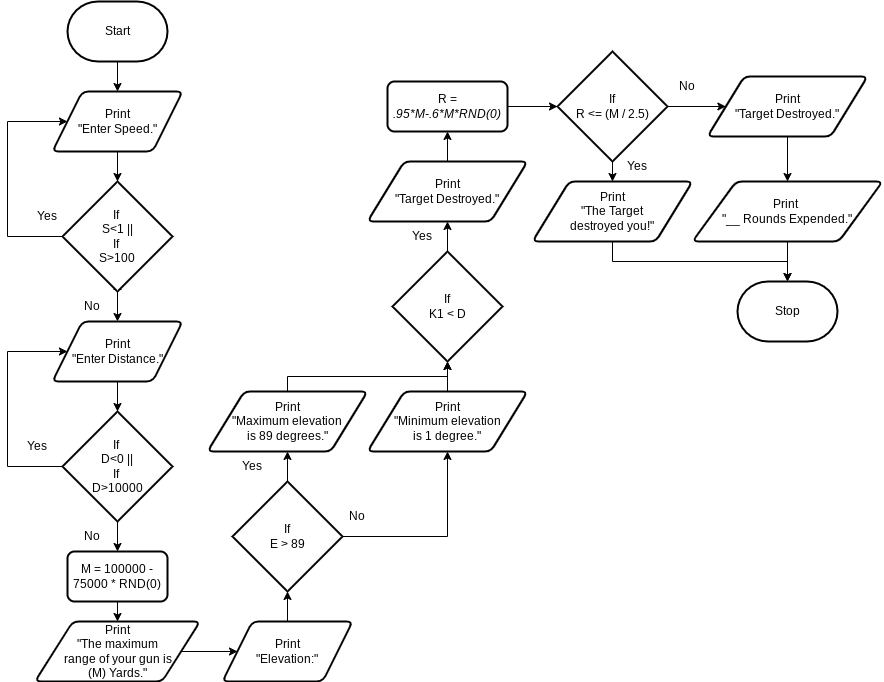 Start
Print
"Enter Speed."
Yes
If
S<1 ||
If
S>100
No
Print
"Enter Distance."
Yes
If
D<0 ||
If
D>10000
No
M = 100000 -
75000 * RND(0)
Print
"The maximum
range of your gun is
(M) Yards."
Print
"Elevation:"
If
E > 89
Yes
No
Print
"Maximum elevation
is 89 degrees."
Print
"Minimum elevation
is 1 degree."
If
K1 < D
Yes
Print
"Target Destroyed."
R =
.95*M-.6*M*RND(0)
If
R <= (M / 2.5)
Yes
No
Print
"The Target
destroyed you!"
Print
"Target Destroyed."
Print
"__ Rounds Expended."
Stop